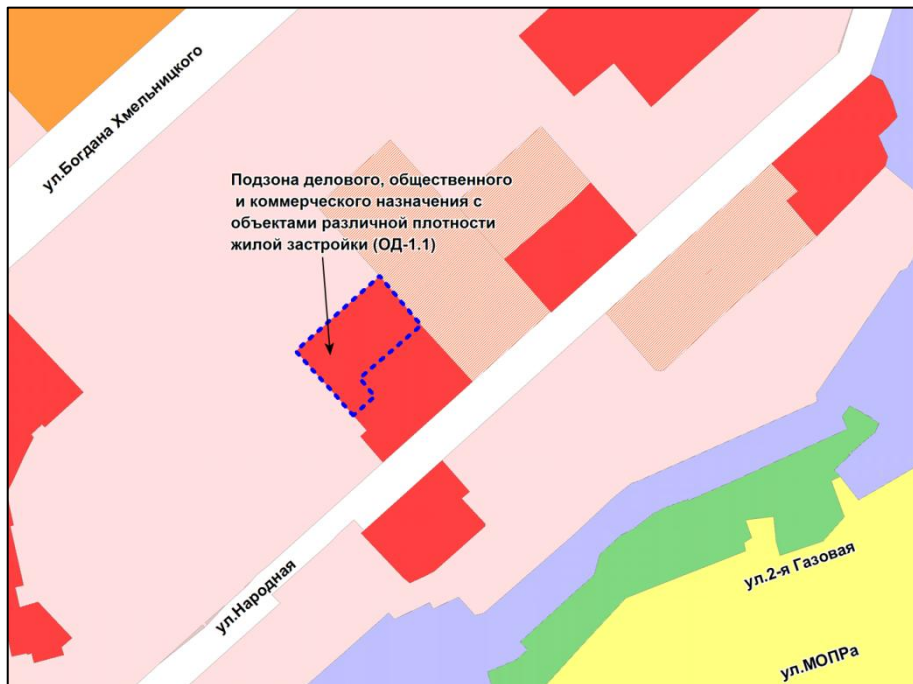 ул.Богдана Хмельницкого
Подзона делового, общественного
и коммерческого назначения с
объектами различной плотности
жилой застройки (ОД-1.1)
ул.Народная
ул.2-я Газовая
ул.МОПРа